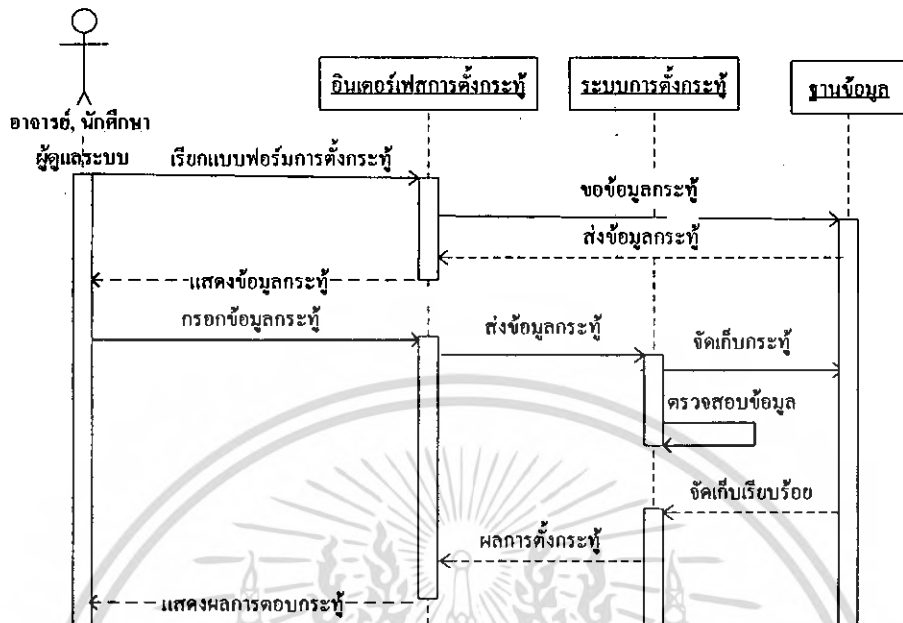 อินเตอร์เฟสการตั้งกระทู้
ระบบการตั้งกระทู้
ฐานข้อมูล
อาจารย์, นักศึกษา
ผู้ดูแลระบบ
เรียกแบบฟอร์มการตั้งกระทู้
ขอข้อมูลกระทู้
ส่งข้อมูลกระทู้
แสดงข้อมูลกระทู้
กรอกข้อมูลกระทู้
ส่งข้อมูลกระทู้
จัดเก็บกระทู้
ตรวจสอบข้อมูล
จัดเก็บเรียบร้อย
ผลการตั้งกระทู้
แสดงผลการตอบกระทู้